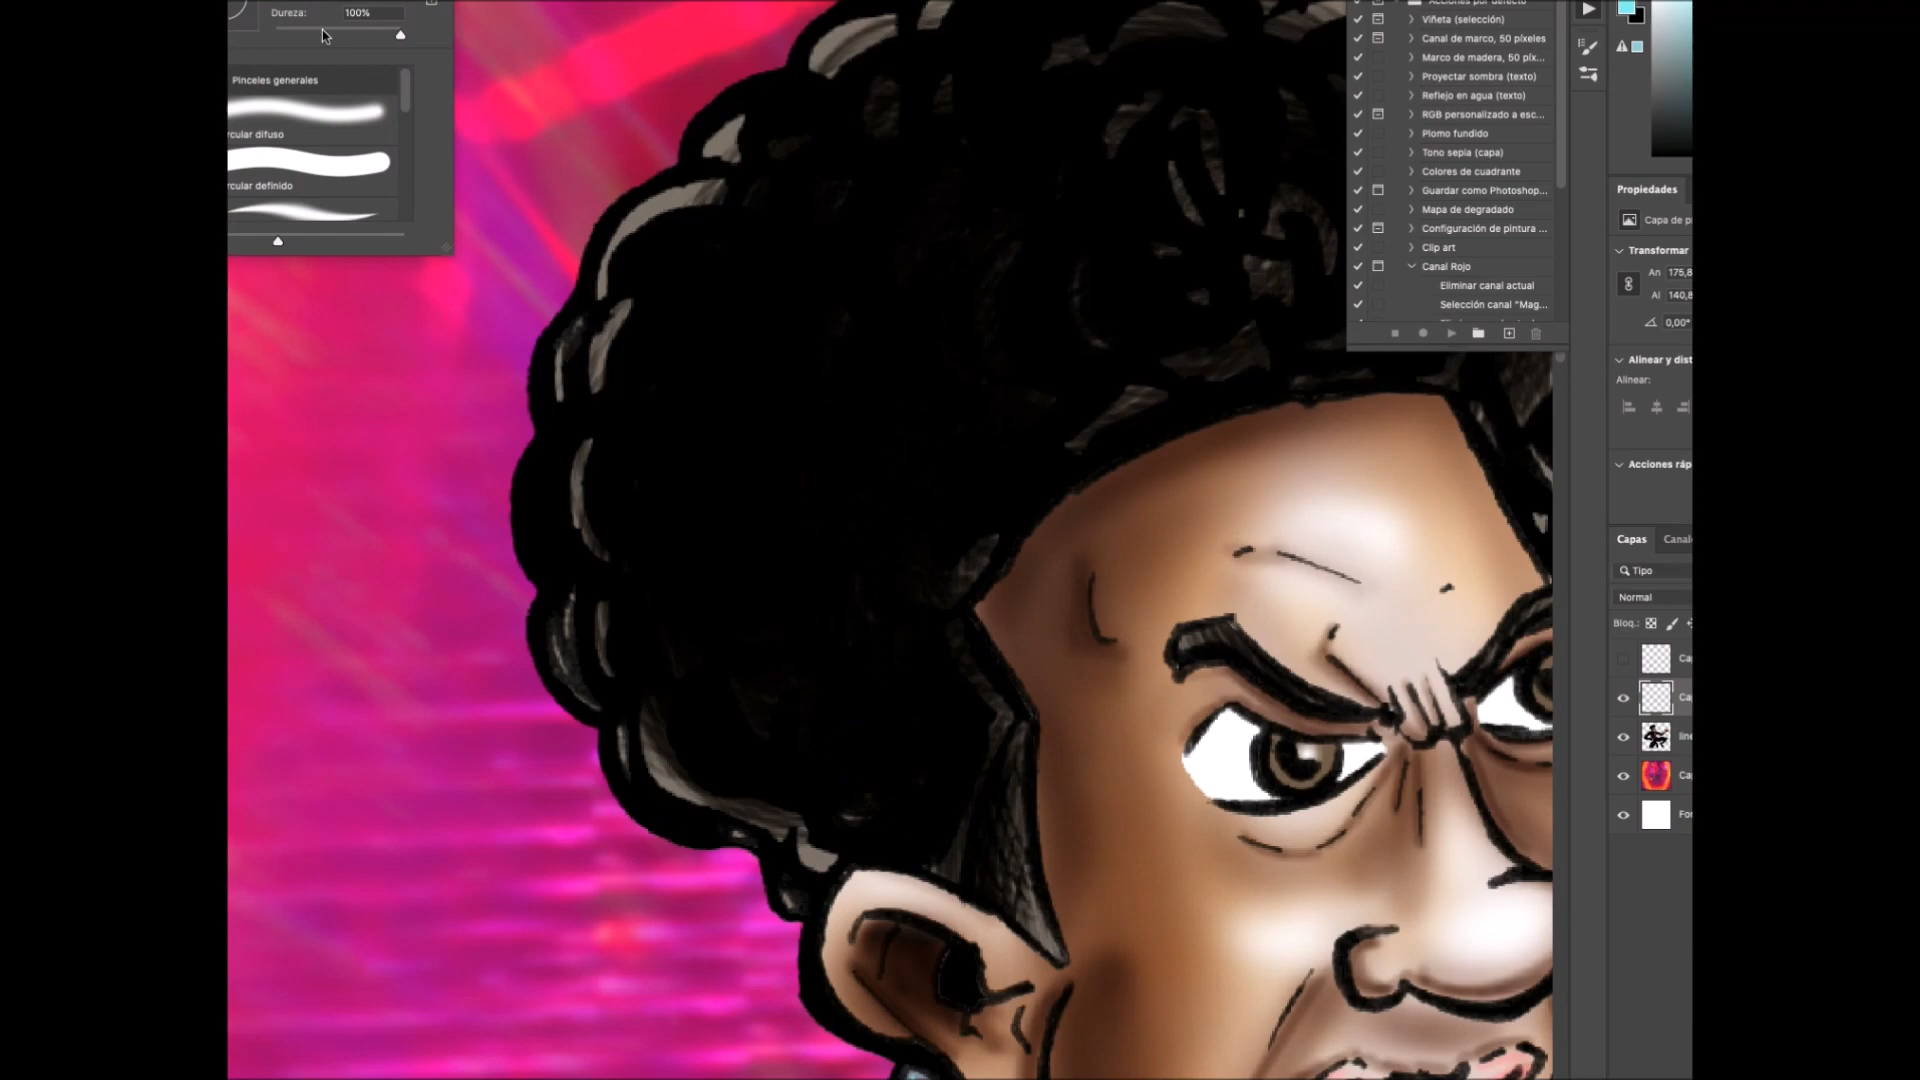 Dureza: 100%
Pinceles generales
rcular difuso
rcular definido
Acciones por defecto
Viñeta (selección)
Canal de marco, 50 píxeles
Marco de madera, 50 píx...
Proyectar sombra (texto)
Reflejo en agua (texto)
RGB personalizado a esc...
Plomo fundido
Tono sepia (capa)
Colores de cuadrante
Guardar como Photoshop...
Mapa de degradado
Configuración de pintura ...
Clip art
Canal Rojo
Eliminar canal actual
Selección canal "Mag...
Propiedades
Capa de p
Transformar
An 175,8
Al 140,8
0,00°
Alinear y dist
Alinear:
Acciones ráp
Capas Canale
Tipo
Normal
Bloq.:
Ca
Ca
line
Ca
For